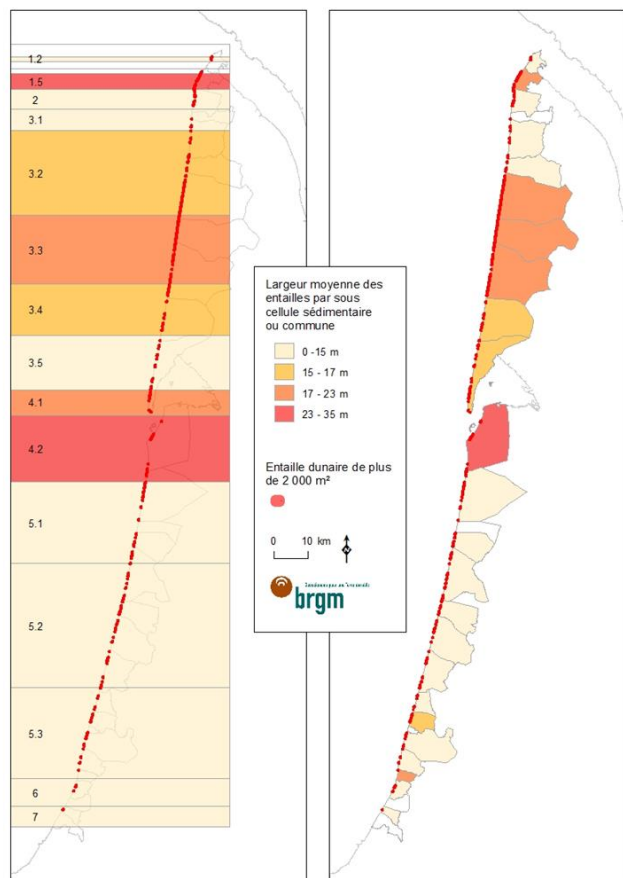 1.2
1.5
2
3.1
3.2
3.3
3.4
3.5
4.1
4.2
5.1
5.2
5.3
6
7
Largeur moyenne des
entailles par sous
cellule sédimentaire
ou commune
0 -15 m
15 - 17 m
17 - 23 m
23 - 35 m
Entaille dunaire de plus
de 2 000 m²
0 10 km
N
brgm